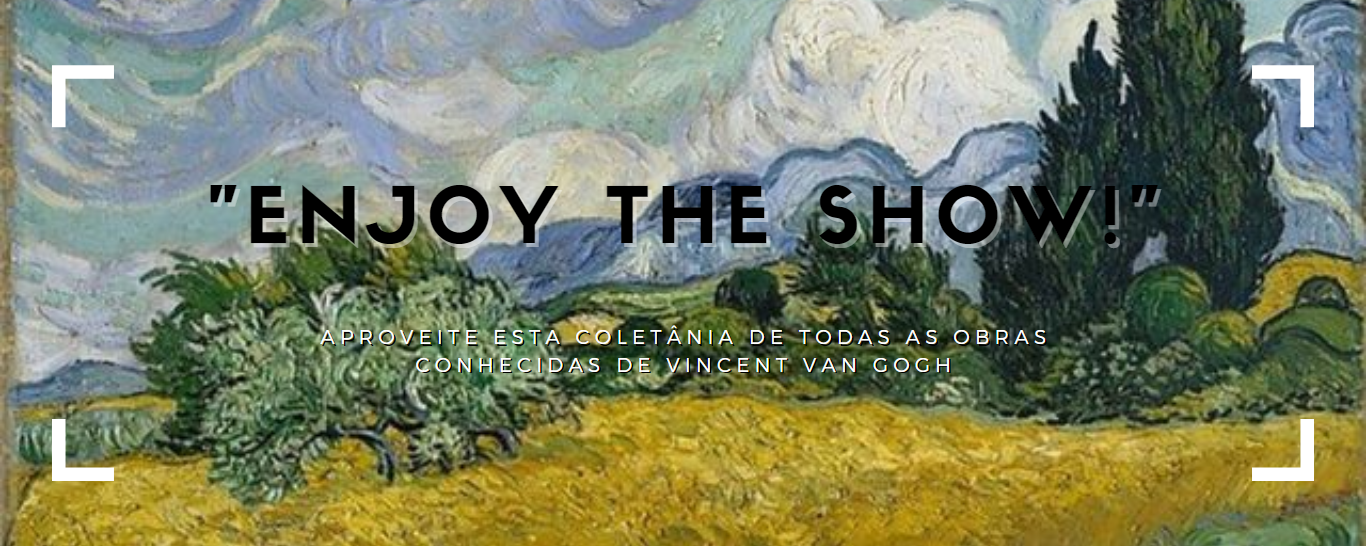 "ENJOY THE SHOW!"
APROVEITE ESTA COLETÂNIA DE TODAS AS OBRAS
CONHECIDAS DE VINCENT VAN GOGH